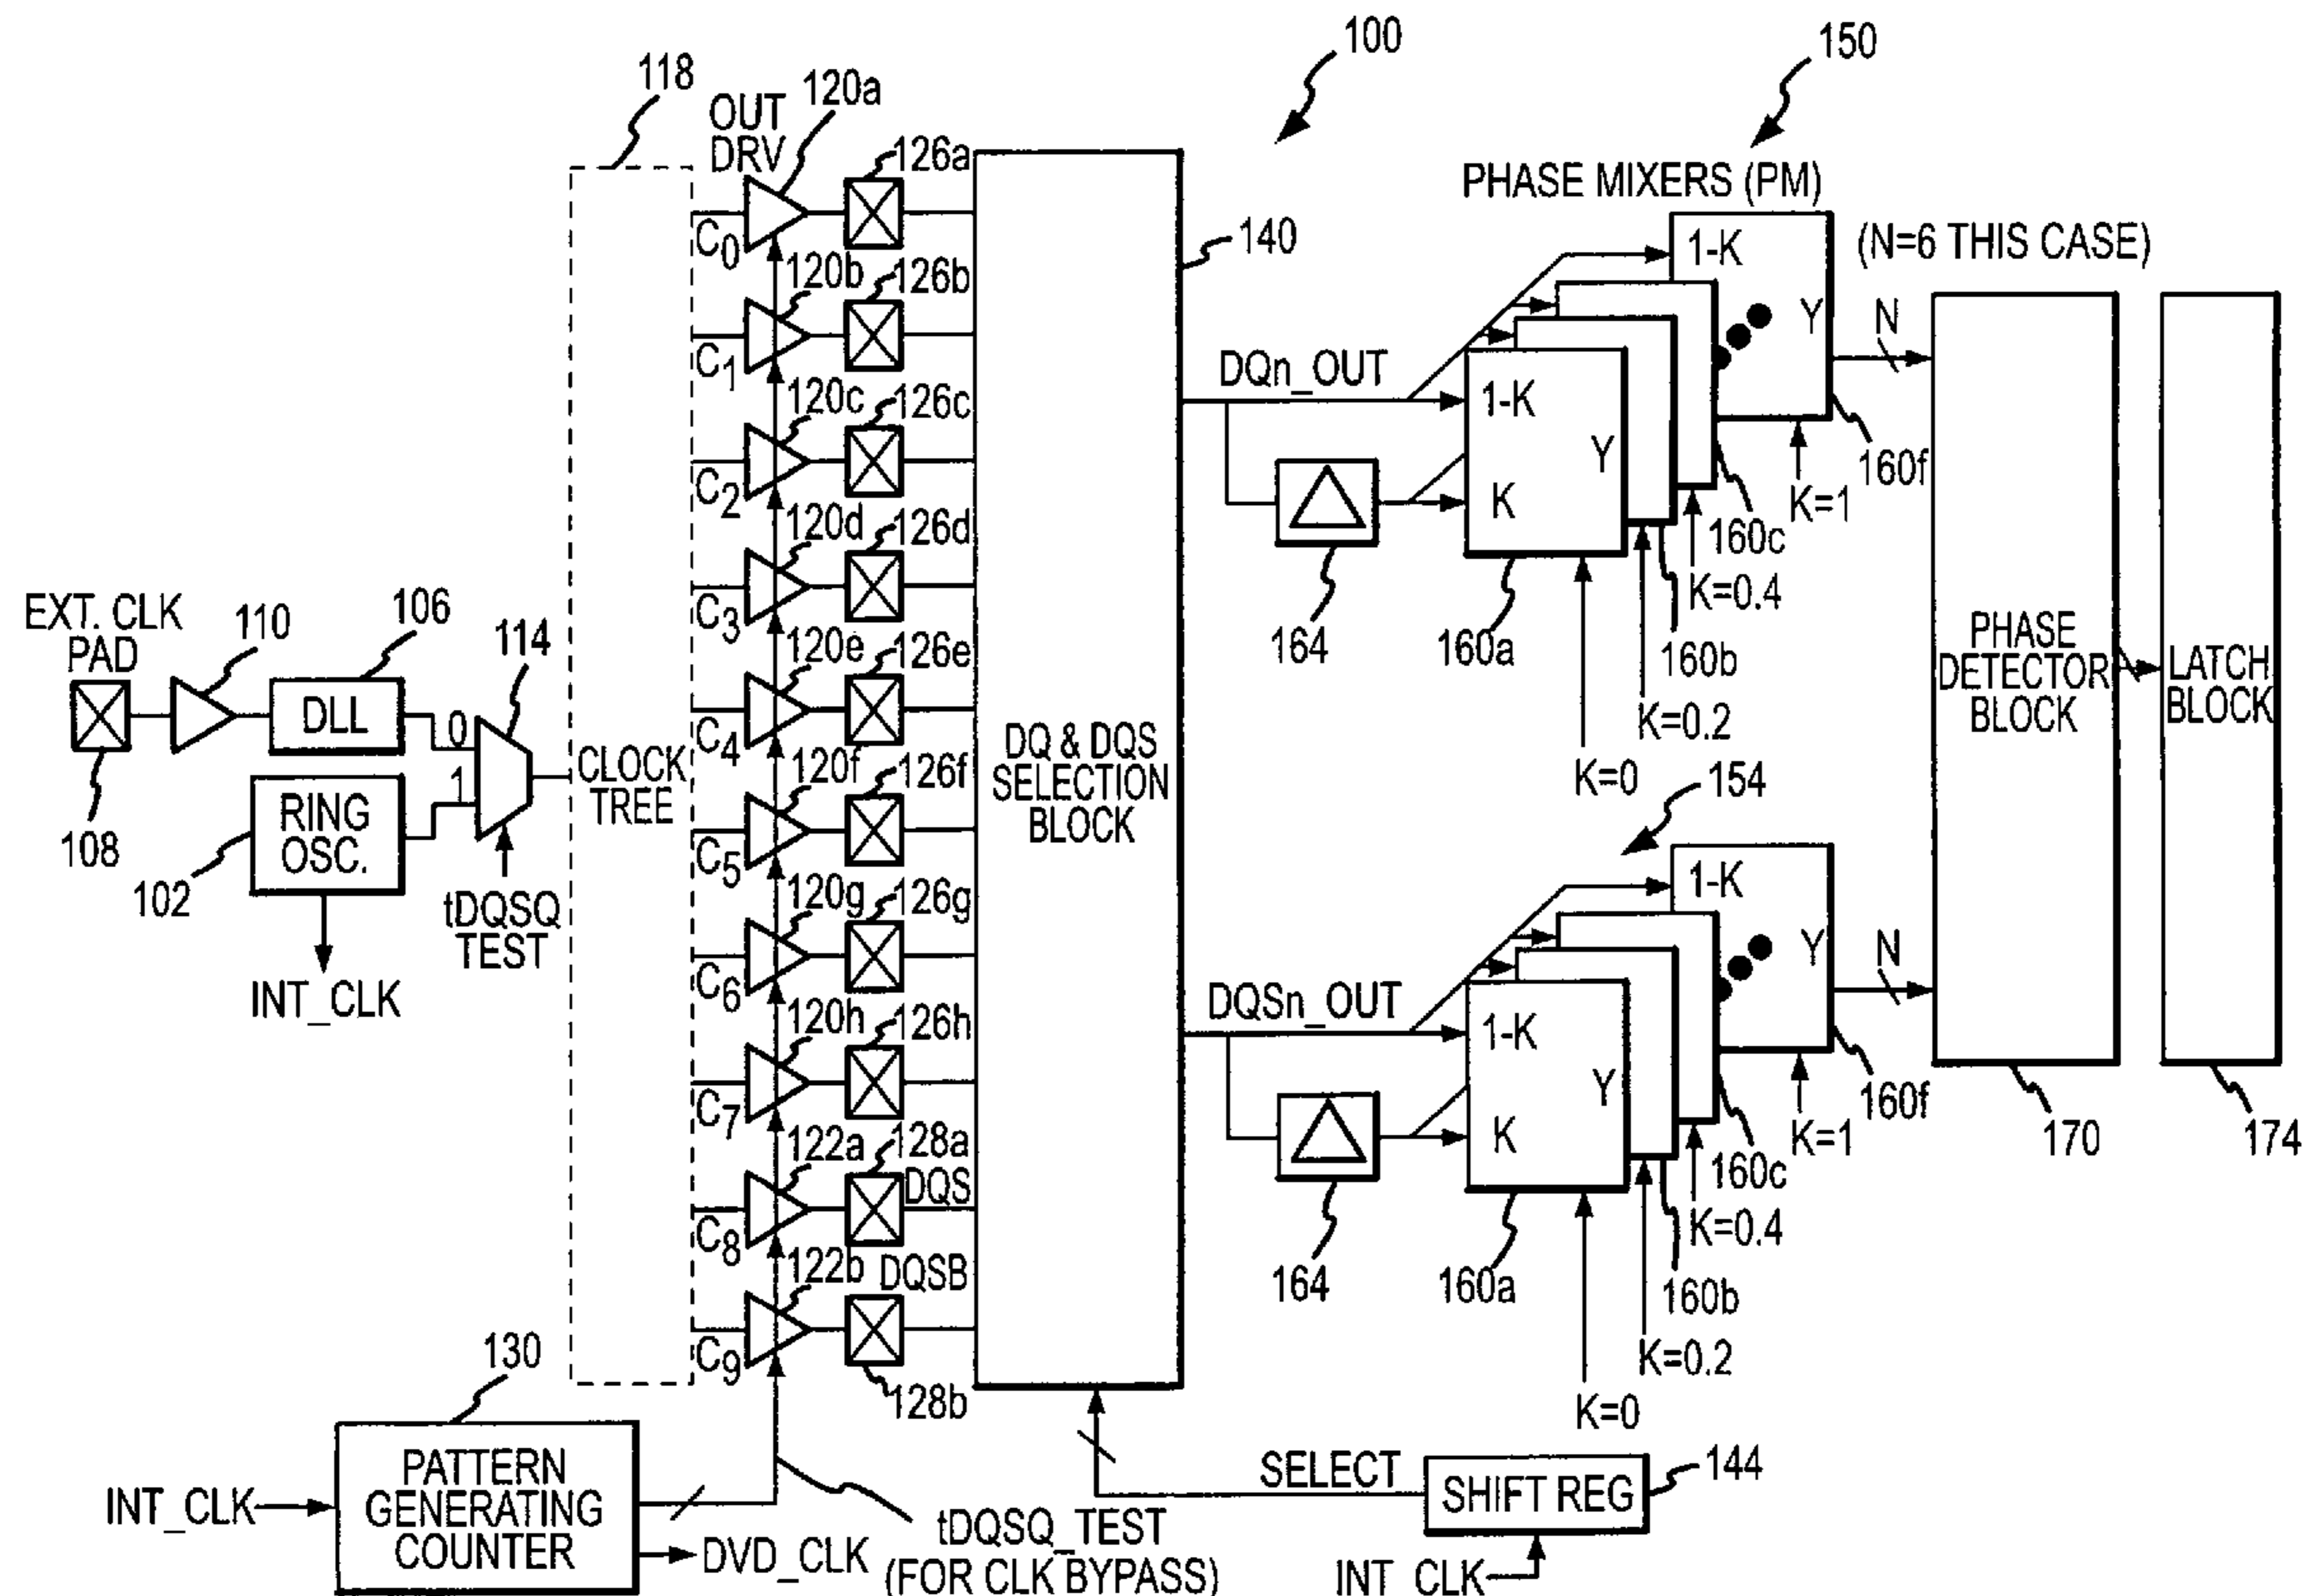 100
150
118
OUT
DRV
120a
126a
PHASE MIXERS (PM)
(N=6 THIS CASE)
140
1-K
Y
N
C0
120b
126b
C1
120c
126c
DQn_OUT
1-K
Y
K
160f
K=1
160c
K=0.4
C2
120d
126d
164
160a
160b
K=0.2
K=0
C3
120e
126e
EXT. CLK
PAD
110
106
114
DLL
0
1
108
RING
OSC.
102
INT_CLK
tDQSQ
TEST
CLOCK
TREE
C4
120f
126f
DQ & DQS
SELECTION
BLOCK
PHASE
DETECTOR
BLOCK
LATCH
BLOCK
154
C5
120g
126g
1-K
Y
N
C6
120h
126h
DQSn_OUT
1-K
Y
K
160f
K=1
170
174
C7
122a
128a
DQS
160c
K=0.4
C8
122b
DQSB
164
160a
160b
K=0.2
K=0
C9
128b
130
PATTERN
GENERATING
COUNTER
INT_CLK
DVD_CLK
tDQSQ_TEST
(FOR CLK BYPASS)
SELECT
SHIFT REG
144
INT_CLK